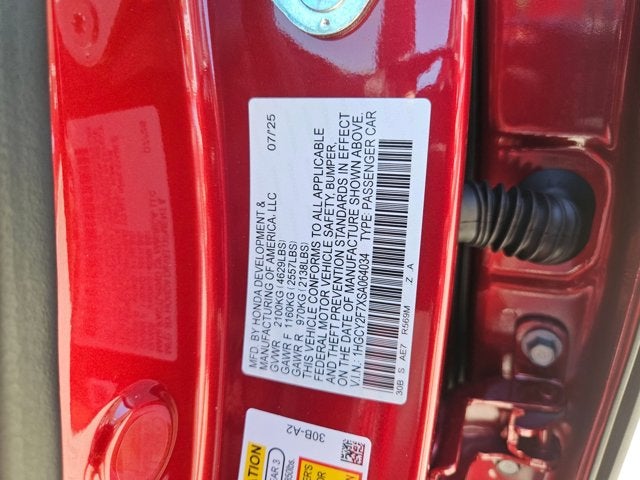 MFD. BY HONDA DEVELOPMENT &
MANUFACTURING OF AMERICA, LLC 07/'25
GVWR 2100KG(4629LBS)
GAWR F 1160KG(2557LBS)
GAWR R 970KG(2138LBS)
THIS VEHICLE CONFORMS TO ALL APPLICABLE
FEDERAL MOTOR VEHICLE SAFETY, BUMPER,
AND THEFT PREVENTION STANDARDS IN EFFECT
ON THE DATE OF MANUFACTURE SHOWN ABOVE.
V.I.N. 1HGCY2F7XSA064034 TYPE: PASSENGER CAR
30B S AE7 R569M Z A
30B-A2